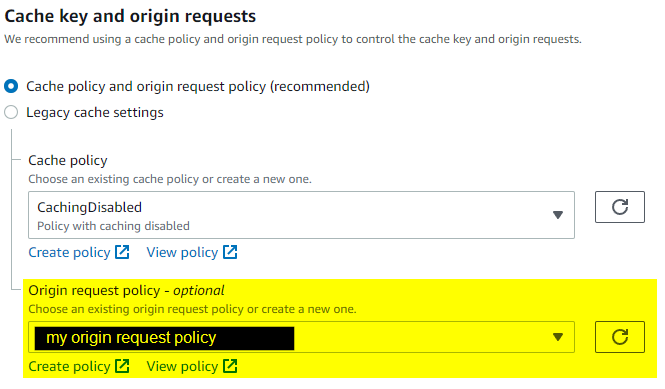 Cache key and origin requests
We recommend using a cache policy and origin request policy to control the cache key and origin requests.
Cache policy and origin request policy (recommended)
Legacy cache settings
Cache policy
Choose an existing cache policy or create a new one.
CachingDisabled
Policy with caching disabled
Create policy View policy
Origin request policy - optional
Choose an existing origin request policy or create a new one.
my origin request policy
Create policy View policy